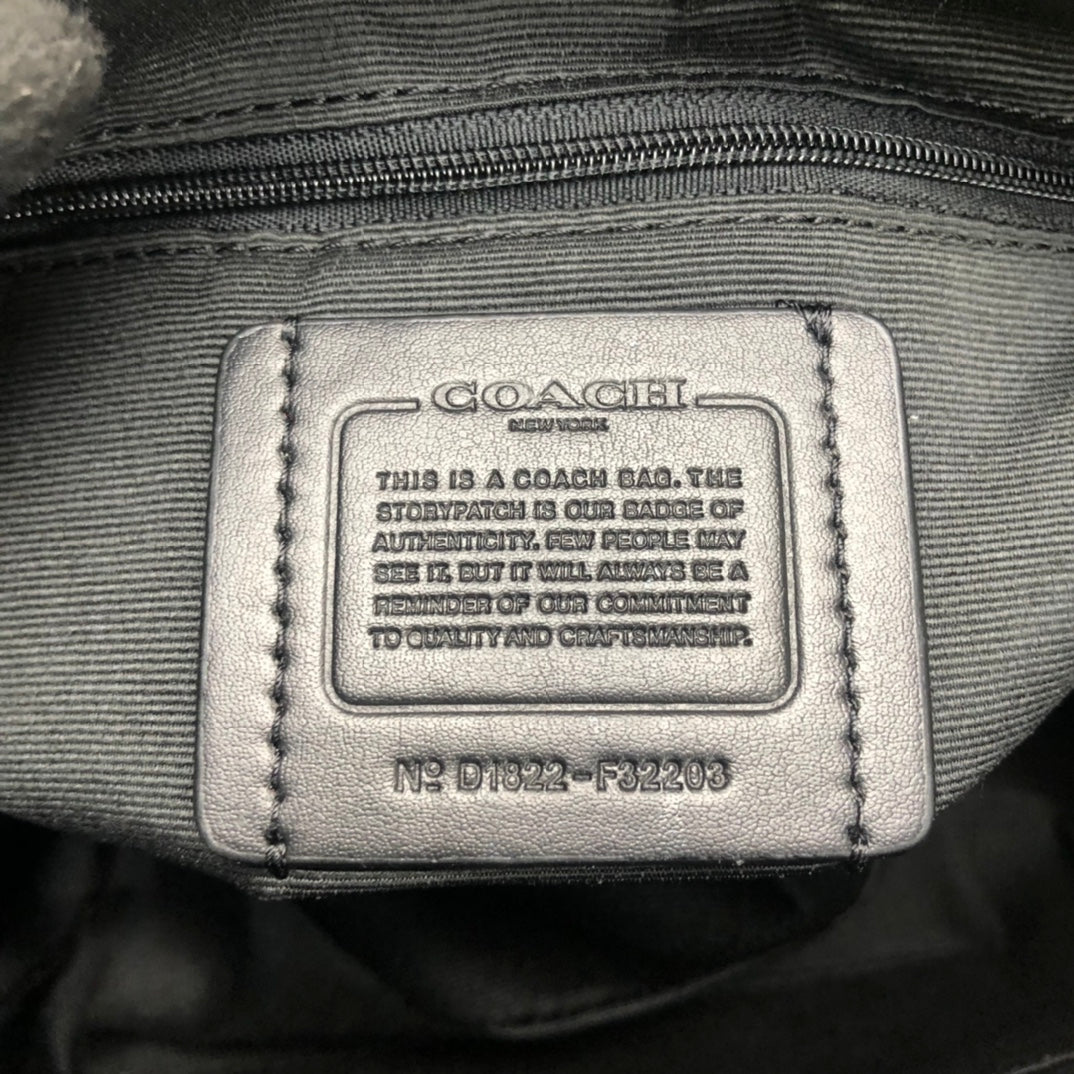 COACH
NEW YORK
THIS IS A COACH BAG. THE
STORYPATCH IS OUR BADGE OF
AUTHENTICITY. FEW PEOPLE MAY
SEE IT, BUT IT WILL ALWAYS BE A
REMINDER OF OUR COMMITMENT
TO QUALITY AND CRAFTSMANSHIP.
Nº D1822-F32203